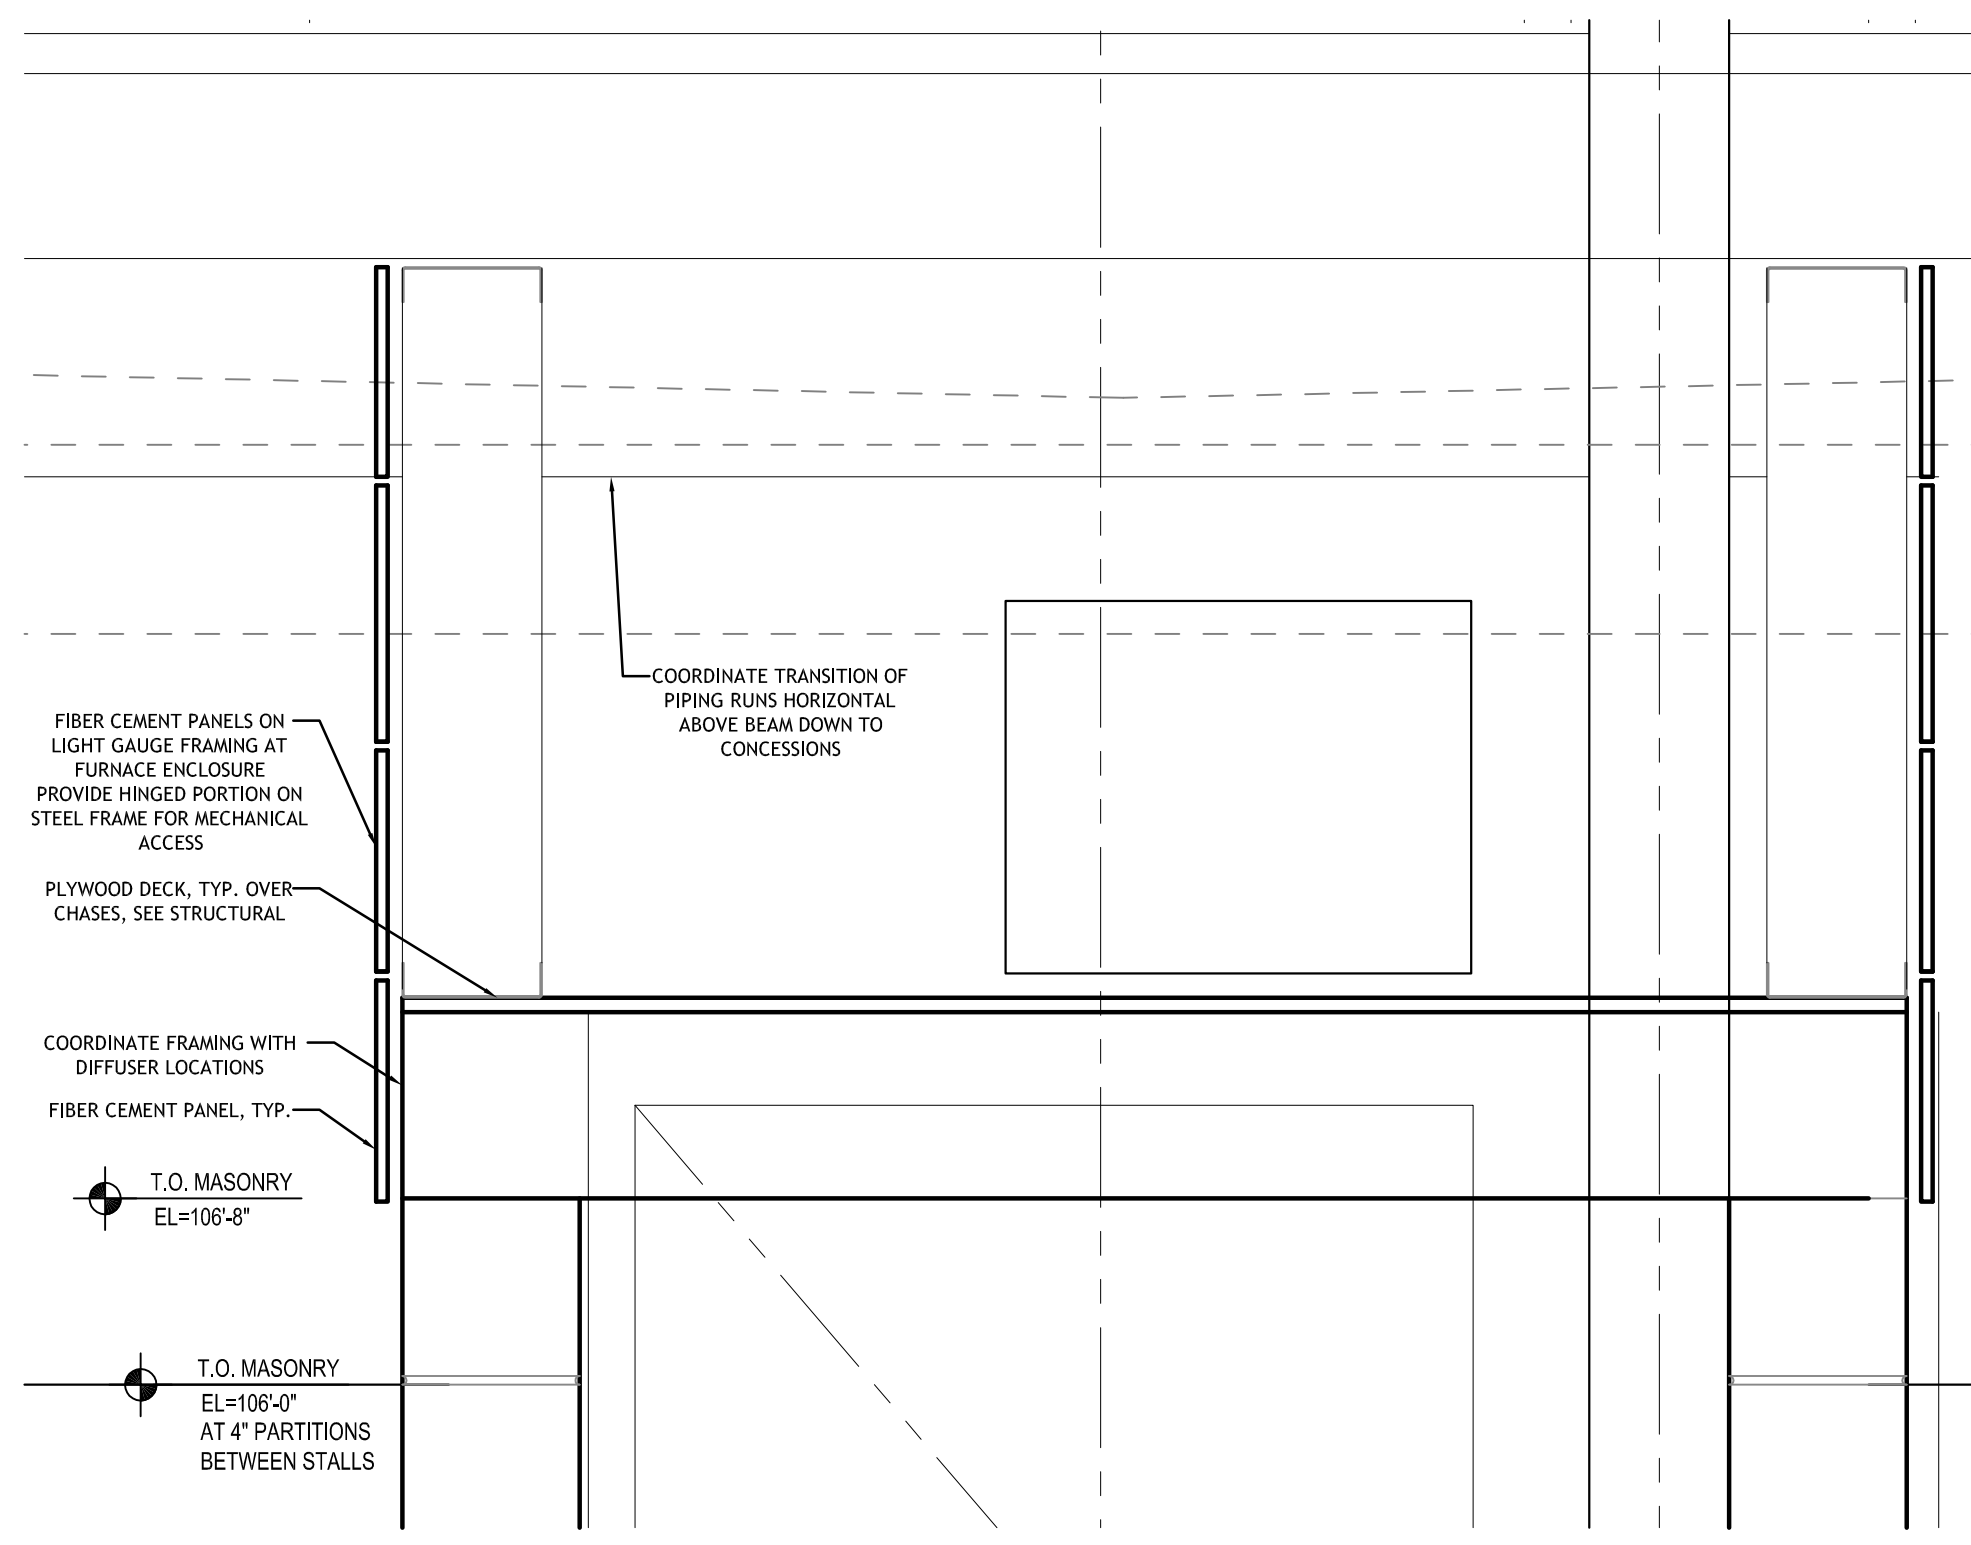 COORDINATE TRANSITION OF
PIPING RUNS HORIZONTAL
ABOVE BEAM DOWN TO
CONCESSIONS
FIBER CEMENT PANELS ON
LIGHT GAUGE FRAMING AT
FURNACE ENCLOSURE
PROVIDE HINGED PORTION ON
STEEL FRAME FOR MECHANICAL
ACCESS
PLYWOOD DECK, TYP. OVER
CHASES, SEE STRUCTURAL
COORDINATE FRAMING WITH
DIFFUSER LOCATIONS
FIBER CEMENT PANEL, TYP.
T.O. MASONRY
EL=106'-8"
T.O. MASONRY
EL=106'-0"
AT 4" PARTITIONS
BETWEEN STALLS